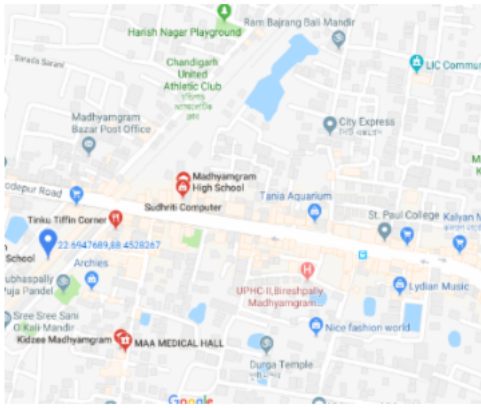 Harish Nagar Playground
Ram Bajrang Bali Mandir
Sarada Sarani
Chandigarh
United
Athletic Club
LIC Commun
Madhyamgram
Bazar Post Office
City Express
Madhyamgram
High School
odepur Road
Sudhriti Computer
Tania Aquarium
Tinku Tiffin Corner
St. Paul College
Kalyan
22.6947689,88.4528267
School
Archies
ubhaspally
Puja Pandel
UPHC-II,Bireshpally,
Madhyamgram...
Lydian Music
Sree Sree Sani
O Kali Mandir
Nice fashion world
Kidzee Madhyamgram
MAA MEDICAL HALL
Durga Temple
Google